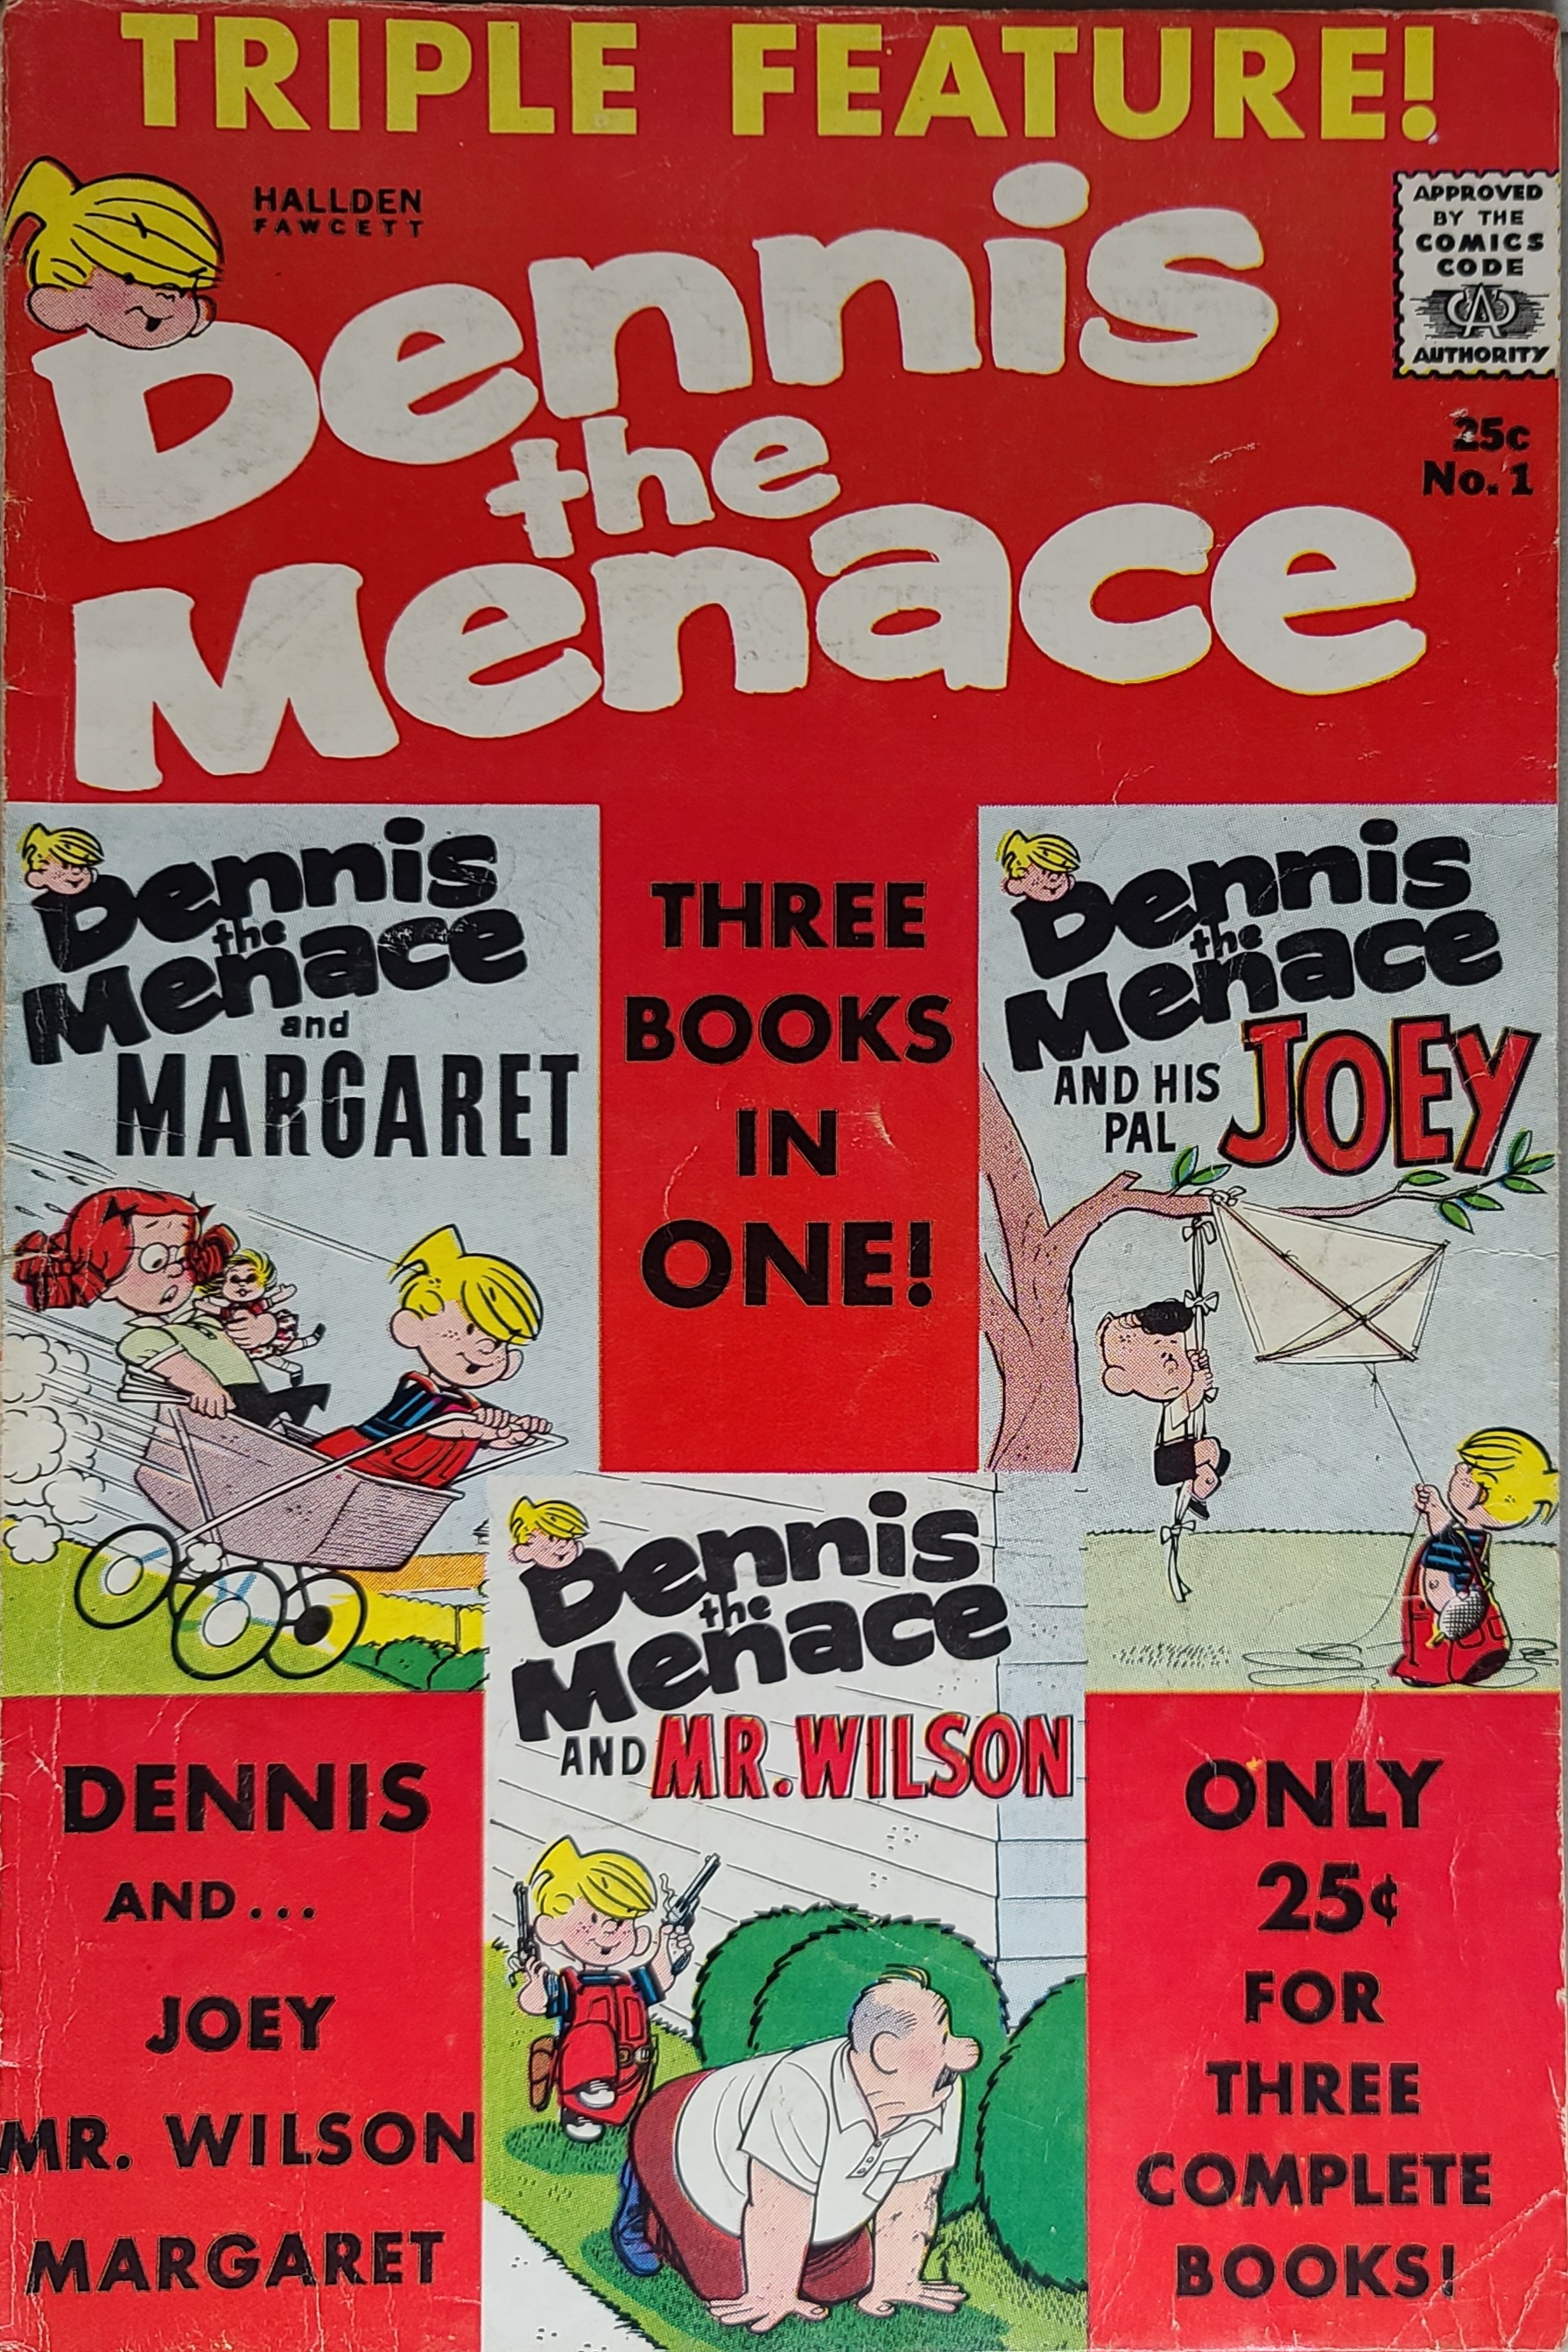 TRIPLE FEATURE!
HALLDEN
FAWCETT
Dennis
the
Menace
APPROVED
BY THE
COMICS
CODE
CA
AUTHORITY
25c
No. 1
Dennis
the
Menace
and
MARGARET
THREE
BOOKS
IN
ONE!
Dennis
the
Menace
AND HIS
PAL JOEY
Dennis
the
Menace
AND MR. WILSON
DENNIS
AND...
JOEY
MR. WILSON
MARGARET
ONLY
25¢
FOR
THREE
COMPLETE
BOOKS!